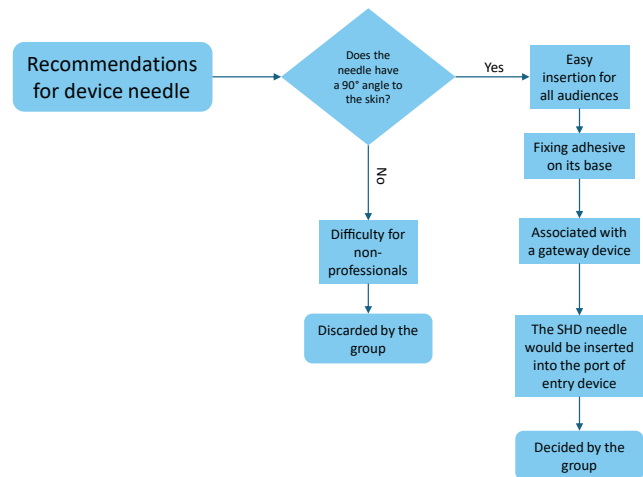 Recommendations
for device needle
Does the
needle have
a 90° angle to
the skin?
Yes
Easy
insertion for
all audiences
Fixing adhesive
on its base
Associated with
a gateway device
The SHD needle
would be inserted
into the port of
entry device
Decided by the
group
No
Difficulty for
non-
professionals
Discarded by the
group